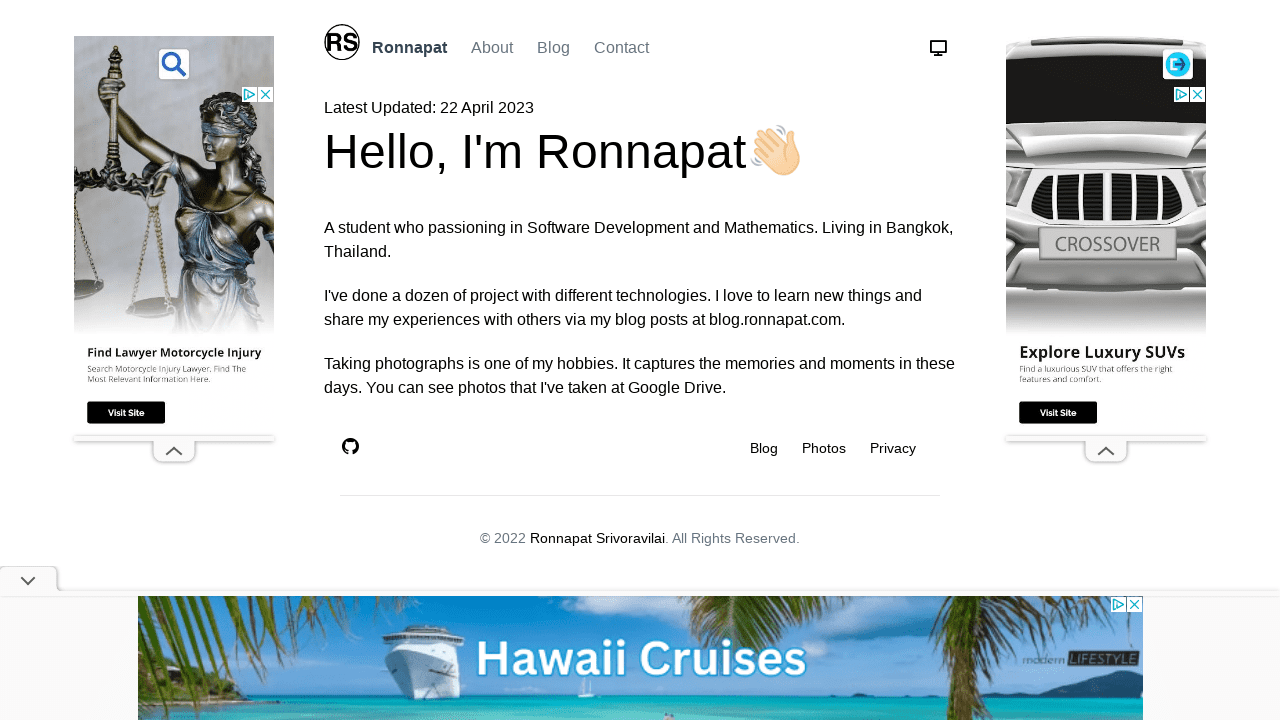 RS
Ronnapat About Blog Contact
Latest Updated: 22 April 2023
Hello, I'm Ronnapat👋🏻
A student who passioning in Software Development and Mathematics. Living in Bangkok,
Thailand.
I've done a dozen of project with different technologies. I love to learn new things and
share my experiences with others via my blog posts at blog.ronnapat.com.
Taking photographs is one of my hobbies. It captures the memories and moments in these
days. You can see photos that I've taken at Google Drive.
Blog Photos Privacy
© 2022 Ronnapat Srivoravilai. All Rights Reserved.
Find Lawyer Motorcycle Injury
Search Motorcycle Injury Lawyer. Find The
Most Relevant Information Here.
Visit Site
CROSSOVER
Explore Luxury SUVs
Find a luxurious SUV that offers the right
features and comfort.
Visit Site
Hawaii Cruises
modern LIFESTYLE